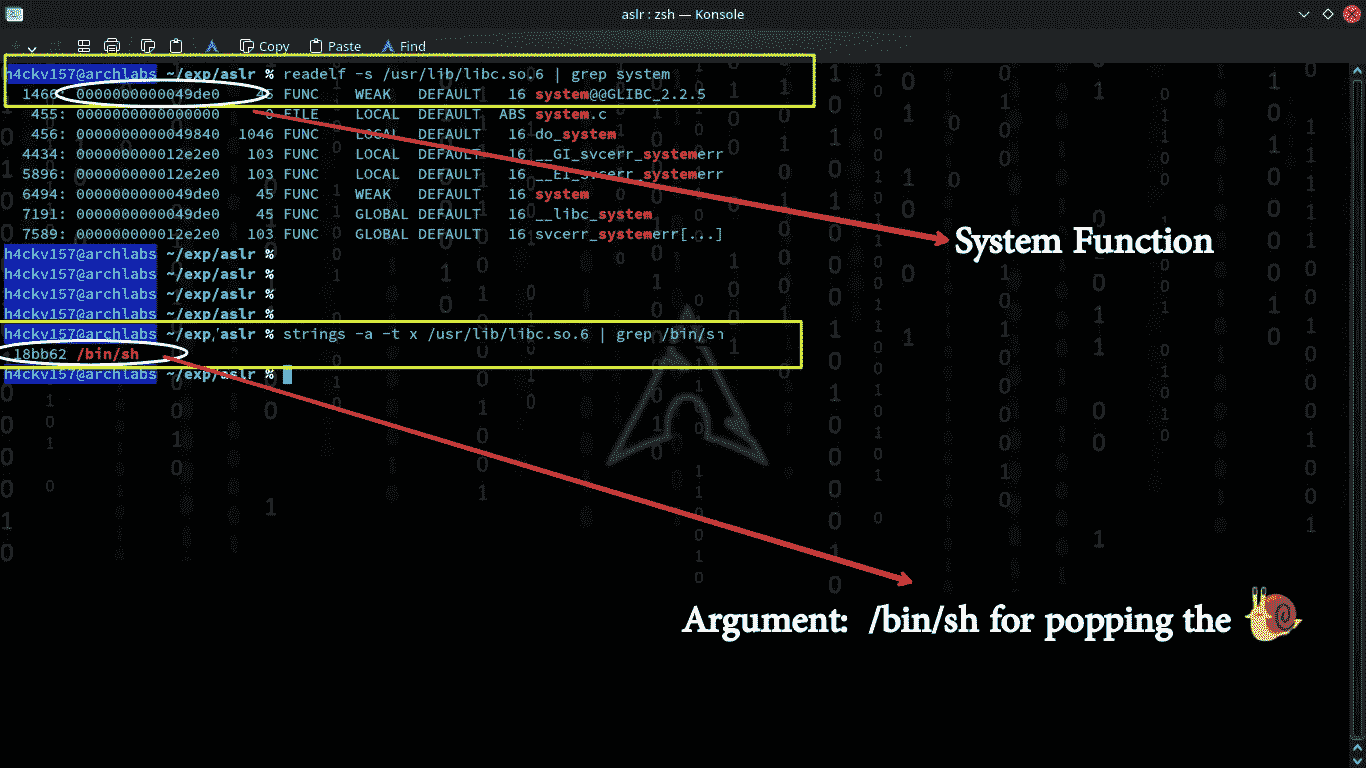 aslr : zsh — Konsole
Copy Paste Find
h4ckv157@archlabs ~/exp/aslr % readelf -s /usr/lib/libc.so.6 | grep system
1466 0000000000049de0 45 FUNC WEAK DEFAULT 16 system@@GLIBC_2.2.5
455: 0000000000000000 0 FILE LOCAL DEFAULT ABS system.c
456: 0000000000049840 1046 FUNC LOCAL DEFAULT 16 do_system
4434: 000000000012e2e0 103 FUNC LOCAL DEFAULT 16 __GI_svcerr_systemerr
5896: 000000000012e2e0 103 FUNC LOCAL DEFAULT 16 __EI_svcerr_systemerr
6494: 0000000000049de0 45 FUNC WEAK DEFAULT 16 system
7191: 0000000000049de0 45 FUNC GLOBAL DEFAULT 16 __libc_system
7589: 000000000012e2e0 103 FUNC GLOBAL DEFAULT 16 svcerr_systemerr[...]
System Function
h4ckv157@archlabs ~/exp/aslr %
h4ckv157@archlabs ~/exp/aslr %
h4ckv157@archlabs ~/exp/aslr %
h4ckv157@archlabs ~/exp/aslr %
h4ckv157@archlabs ~/exp/aslr % strings -a -t x /usr/lib/libc.so.6 | grep /bin/sh
18bb62 /bin/sh
h4ckv157@archlabs ~/exp/aslr %
Argument: /bin/sh for popping the